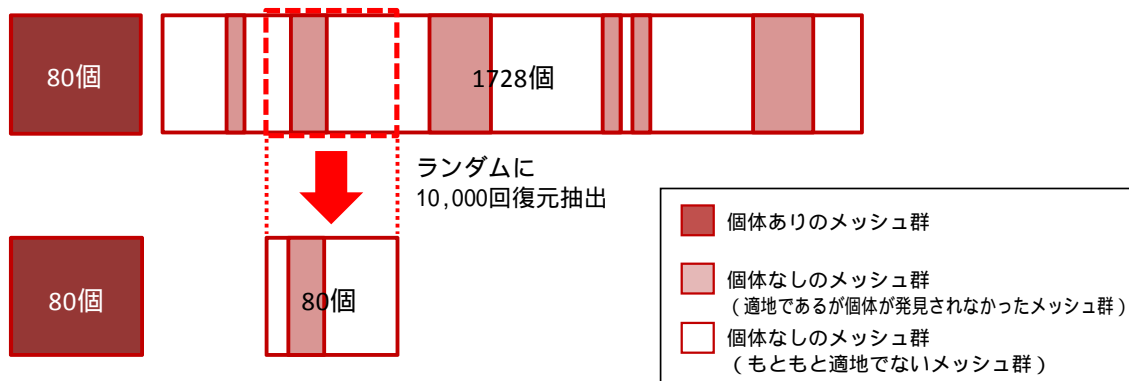 80個
1728個
ランダムに
10,000回復元抽出
80個
80個
個体ありのメッシュ群
個体なしのメッシュ群
(適地であるが個体が発見されなかったメッシュ群)
個体なしのメッシュ群
(もともと適地でないメッシュ群)